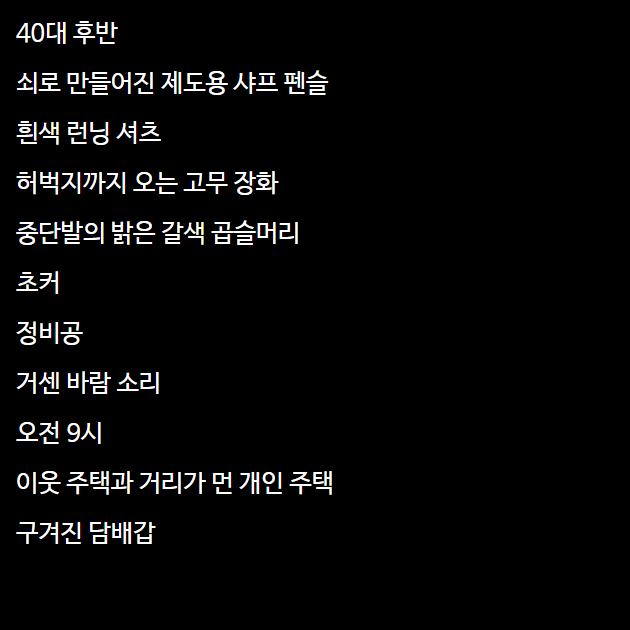 40대 후반
쇠로 만들어진 제도용 샤프 펜슬
흰색 런닝 셔츠
허벅지까지 오는 고무 장화
중단발의 밝은 갈색 곱슬머리
초커
정비공
거센 바람 소리
오전 9시
이웃 주택과 거리가 먼 개인 주택
구겨진 담배갑